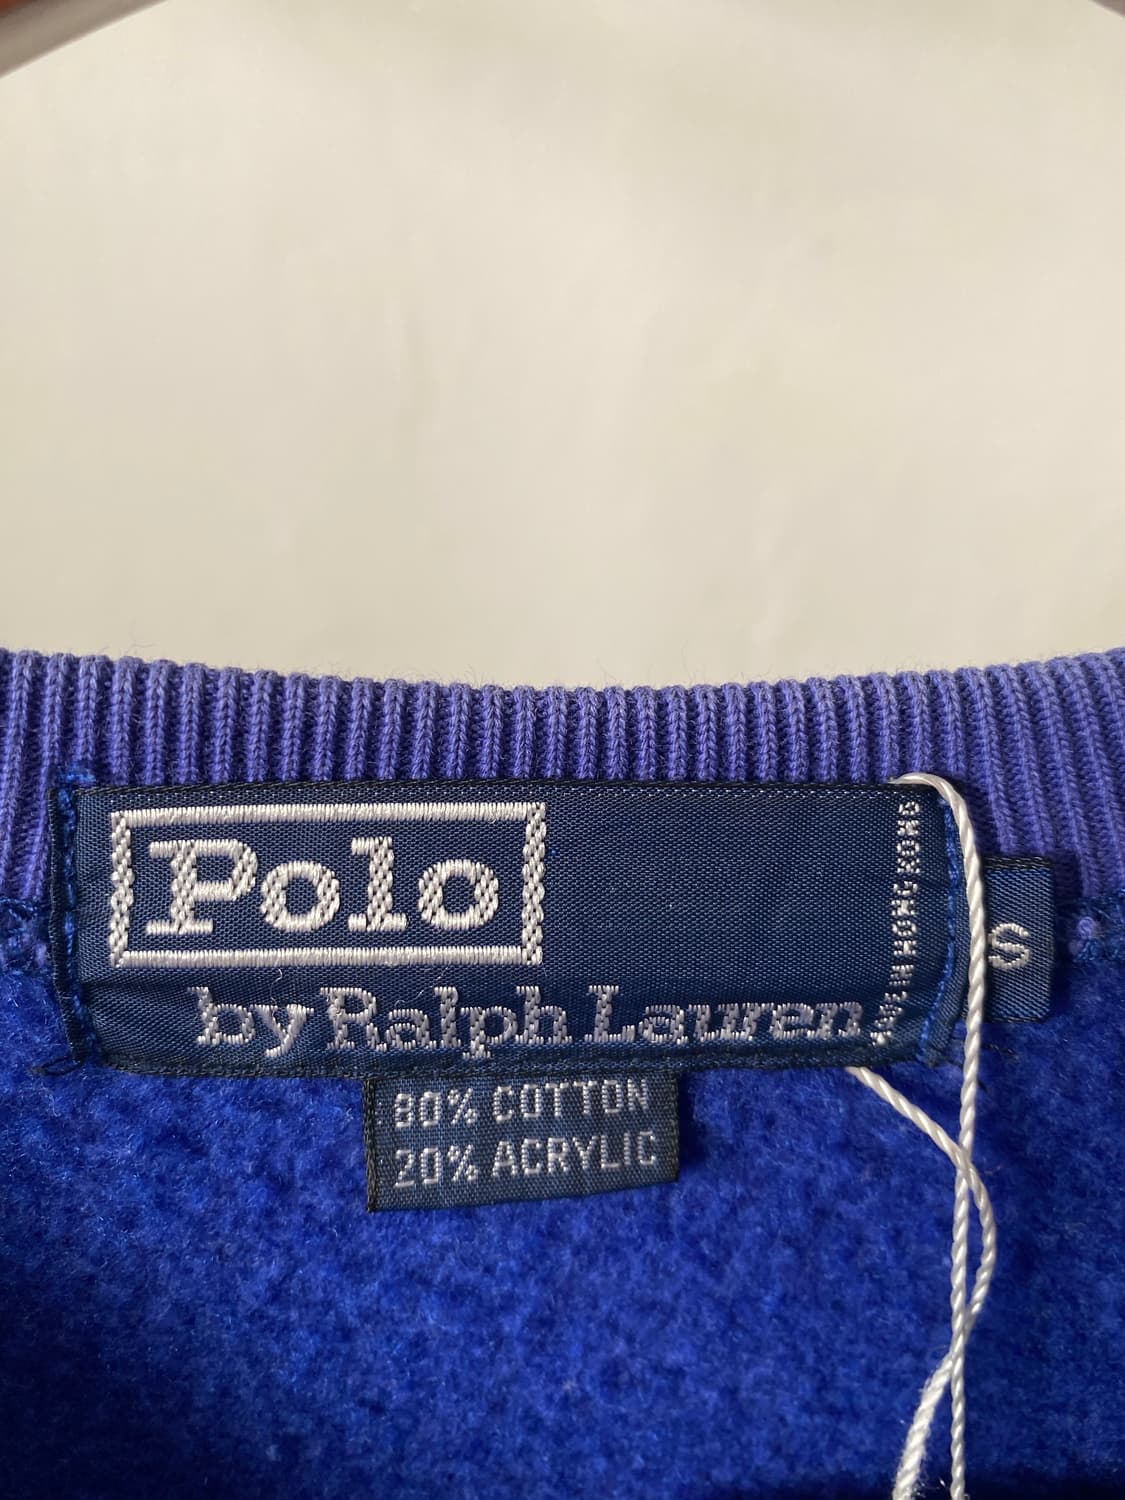 Polo
by Ralph Lauren
MADE IN HONG KONG
S
80% COTTON
20% ACRYLIC